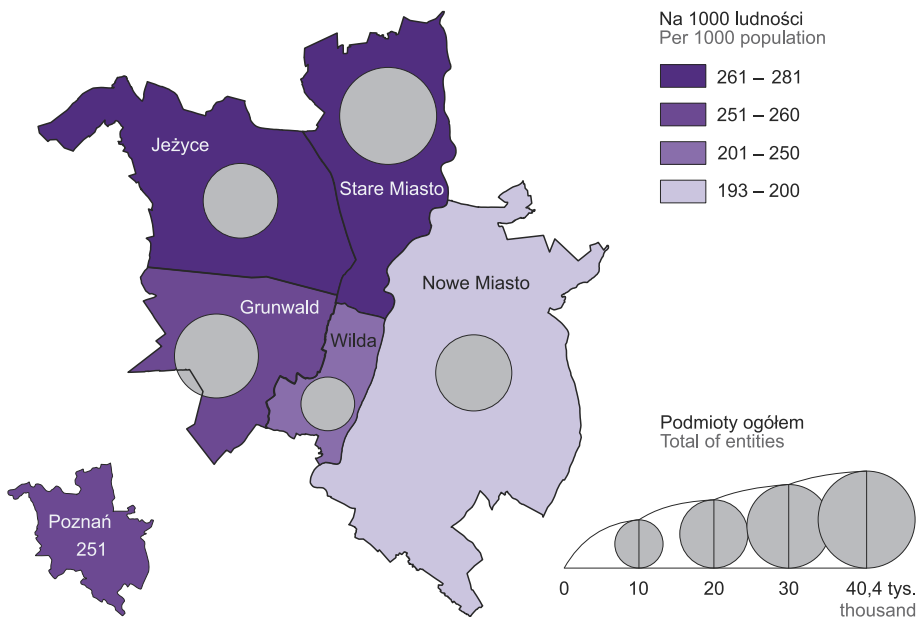 Na 1000 ludności
Per 1000 population
261 – 281
251 – 260
201 – 250
193 – 200
Jeżyce
Stare Miasto
Nowe Miasto
Grunwald
Wilda
Poznań
251
Podmioty ogółem
Total of entities
0 10 20 30 40,4 tys.
thousand